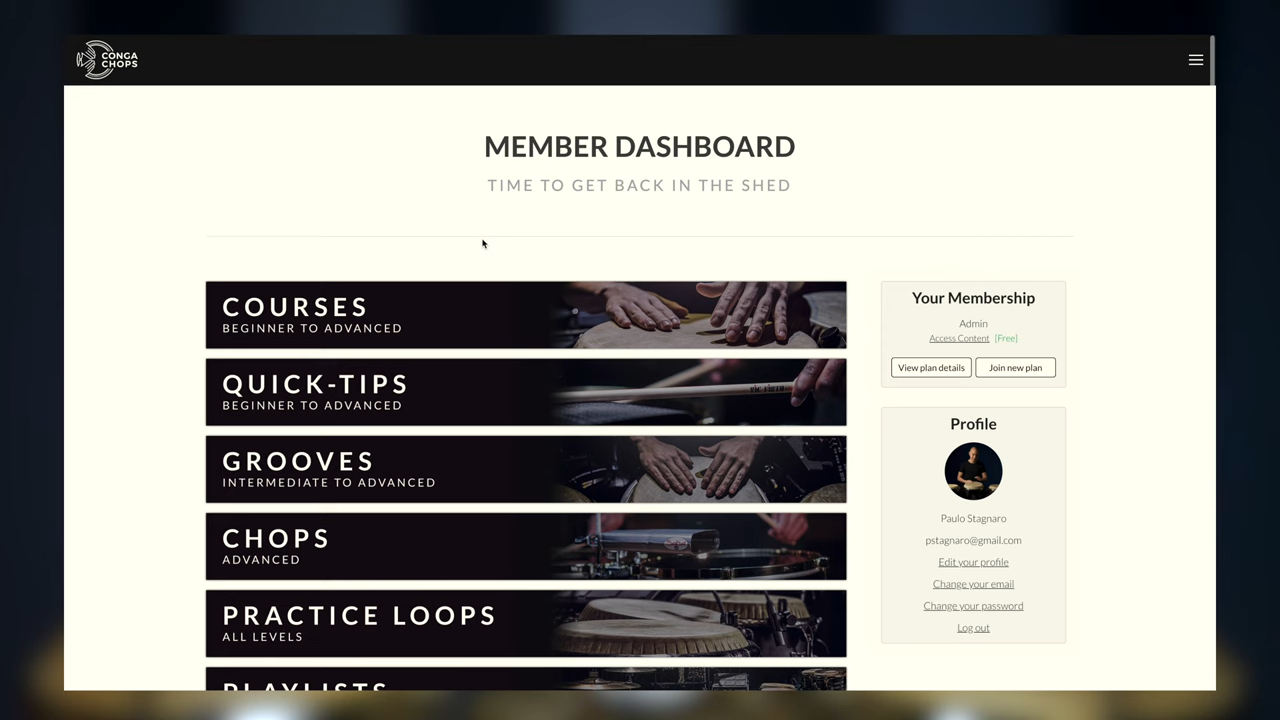 CONGA
CHOPS
MEMBER DASHBOARD
TIME TO GET BACK IN THE SHED
COURSES
BEGINNER TO ADVANCED
QUICK-TIPS
BEGINNER TO ADVANCED
VIC FIRTH
GROOVES
INTERMEDIATE TO ADVANCED
CHOPS
ADVANCED
PRACTICE LOOPS
ALL LEVELS
PLAYLISTS
Your Membership
Admin
Access Content [Free]
View plan details
Join new plan
Profile
Paulo Stagnaro
pstagnaro@gmail.com
Edit your profile
Change your email
Change your password
Log out